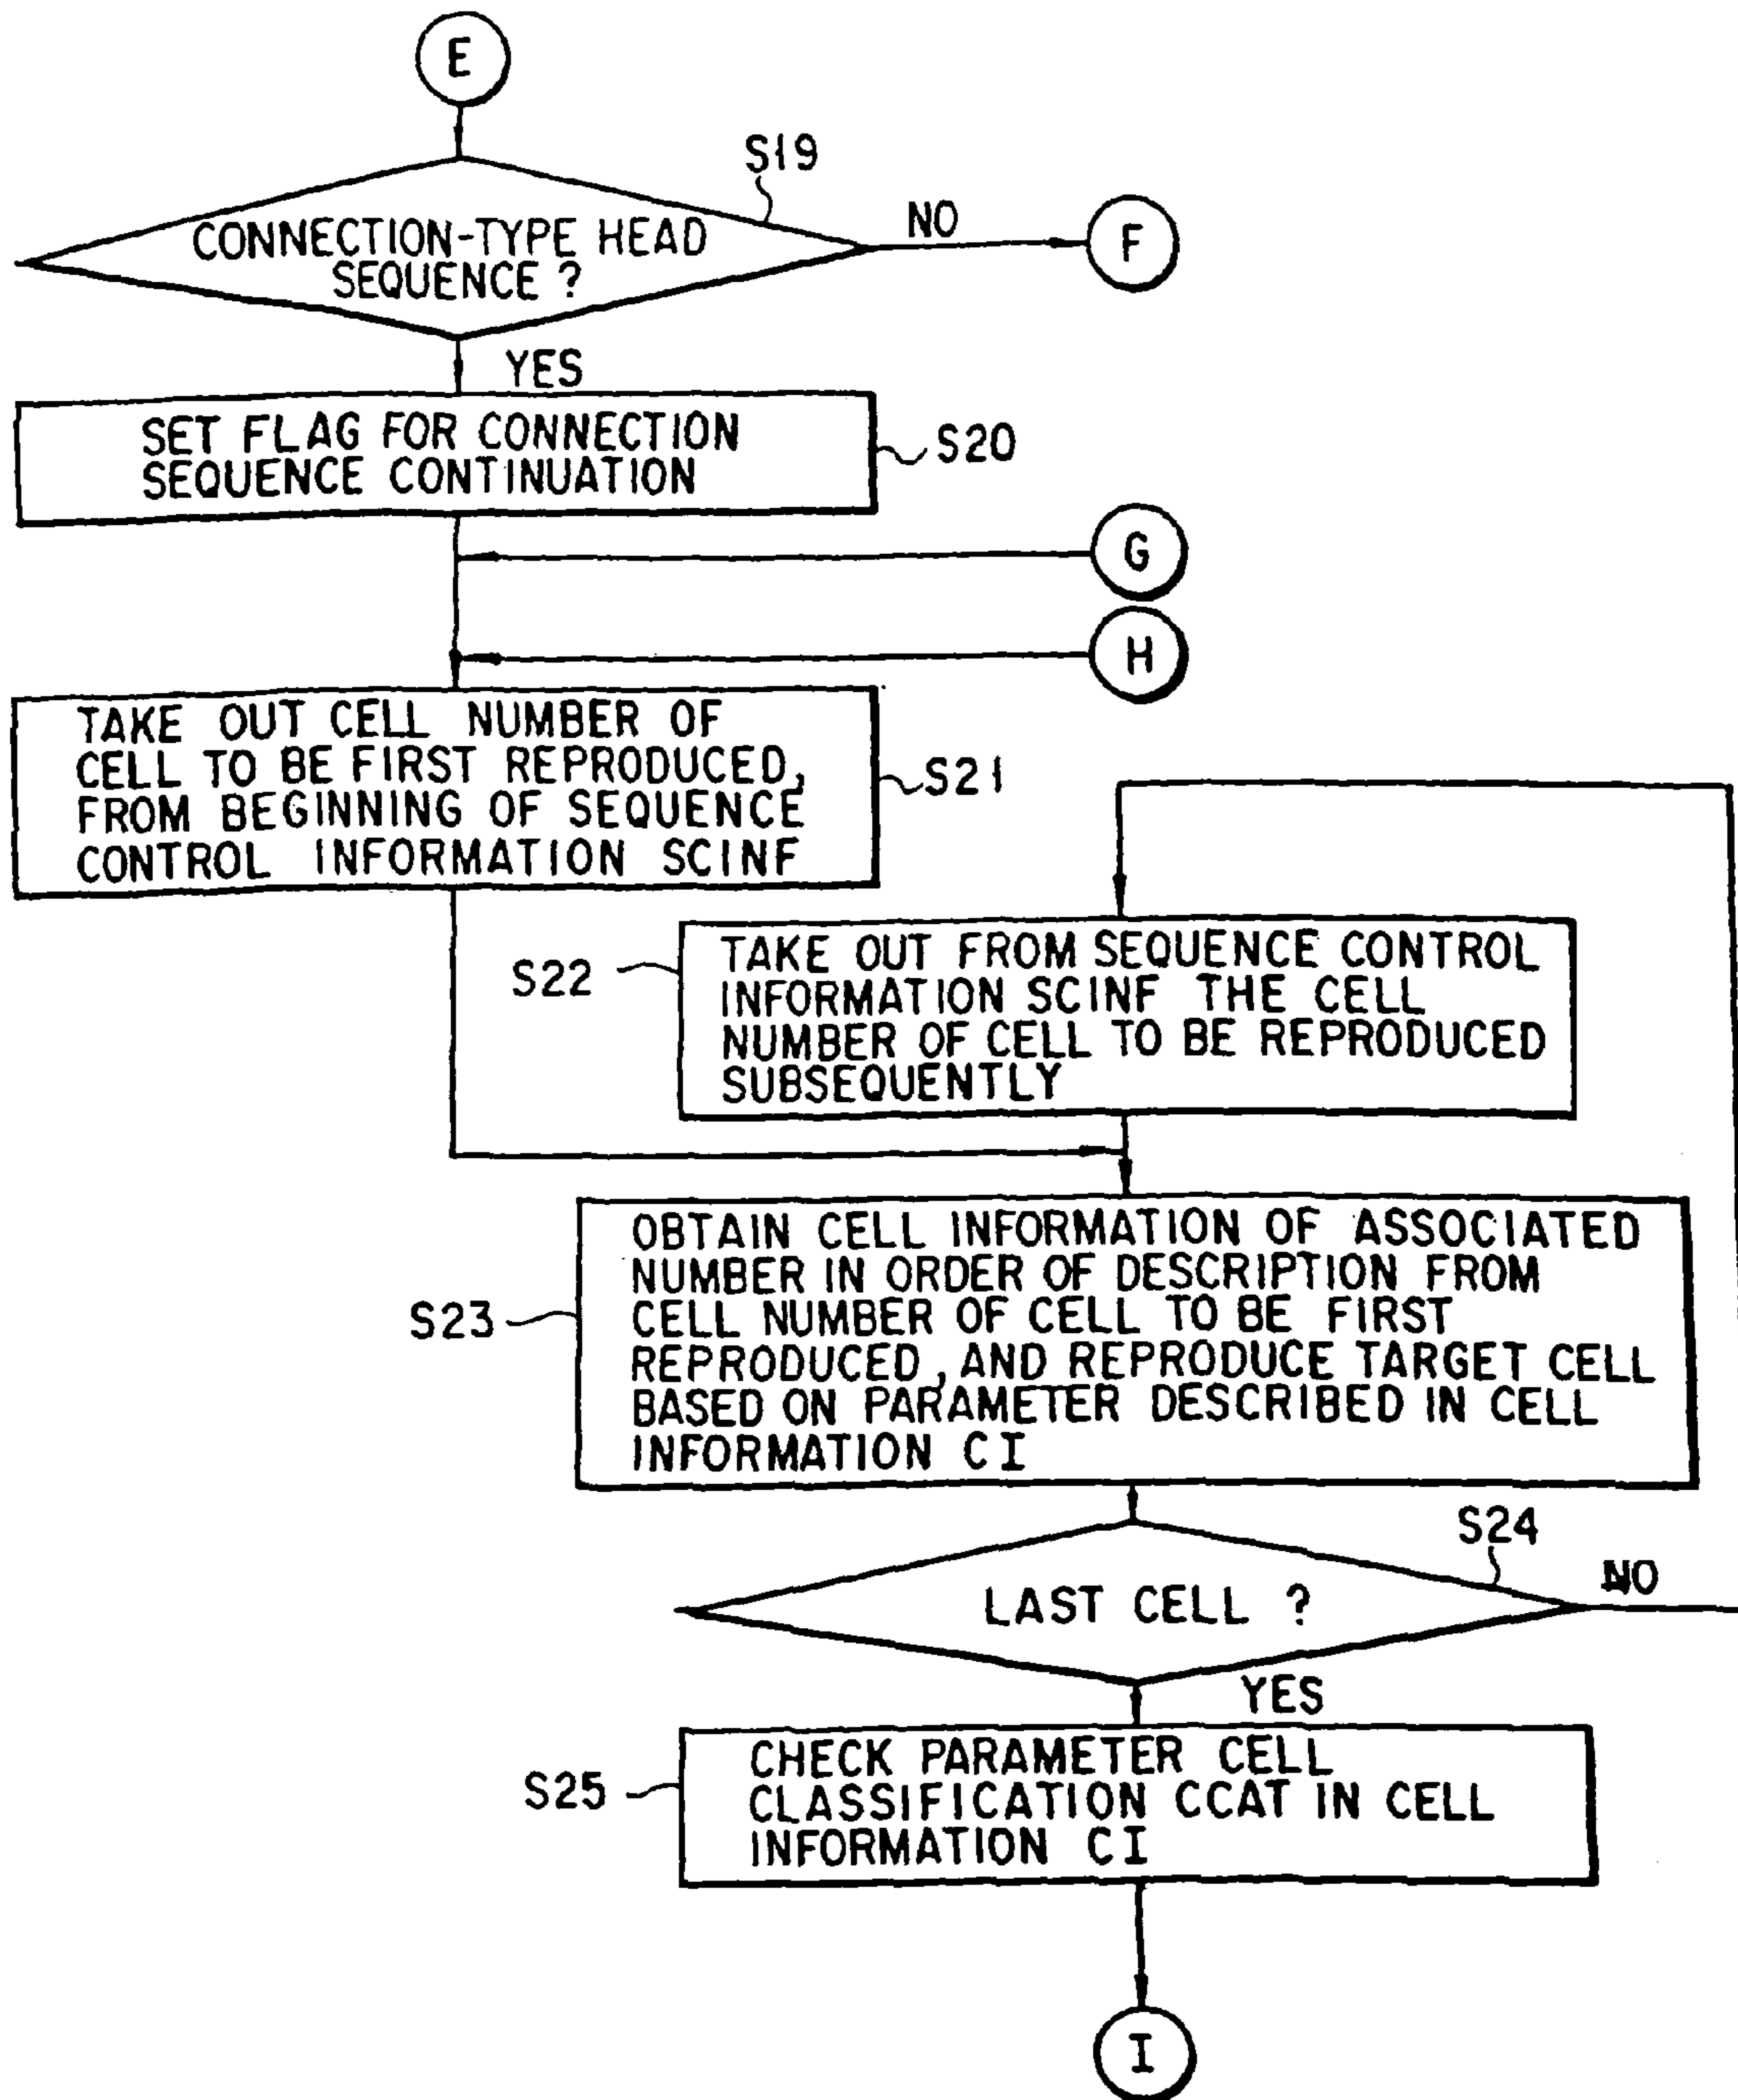 E
S19
CONNECTION-TYPE HEAD
SEQUENCE ?
NO
F
YES
SET FLAG FOR CONNECTION
SEQUENCE CONTINUATION
S20
G
H
TAKE OUT CELL NUMBER OF
CELL TO BE FIRST REPRODUCED,
FROM BEGINNING OF SEQUENCE
CONTROL INFORMATION SCINF
S21
S22
TAKE OUT FROM SEQUENCE CONTROL
INFORMATION SCINF THE CELL
NUMBER OF CELL TO BE REPRODUCED
SUBSEQUENTLY
S23
OBTAIN CELL INFORMATION OF ASSOCIATED
NUMBER IN ORDER OF DESCRIPTION FROM
CELL NUMBER OF CELL TO BE FIRST
REPRODUCED, AND REPRODUCE TARGET CELL
BASED ON PARAMETER DESCRIBED IN CELL
INFORMATION CI
S24
LAST CELL ?
NO
YES
S25
CHECK PARAMETER CELL
CLASSIFICATION CCAT IN CELL
INFORMATION CI
I